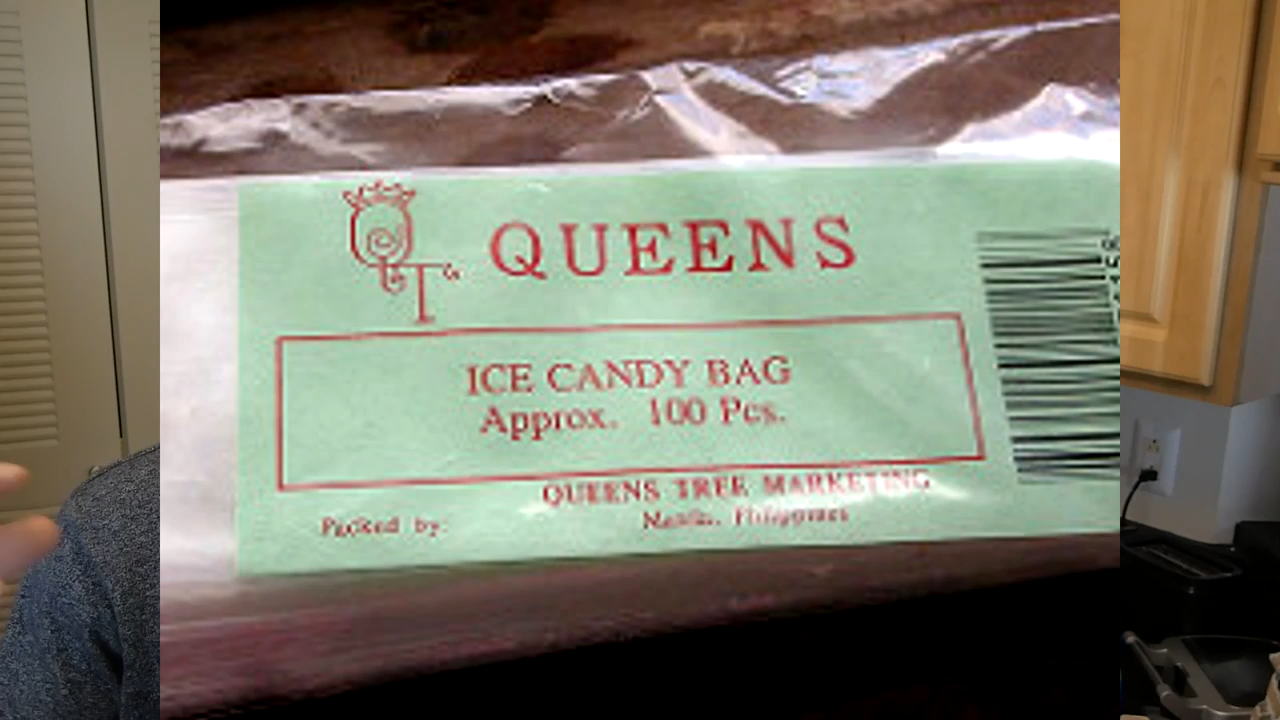 QUEENS
ICE CANDY BAG
Approx. 100 Pcs.
QUEENS TREE MARKETING
Packed by:
Manila, Philippines